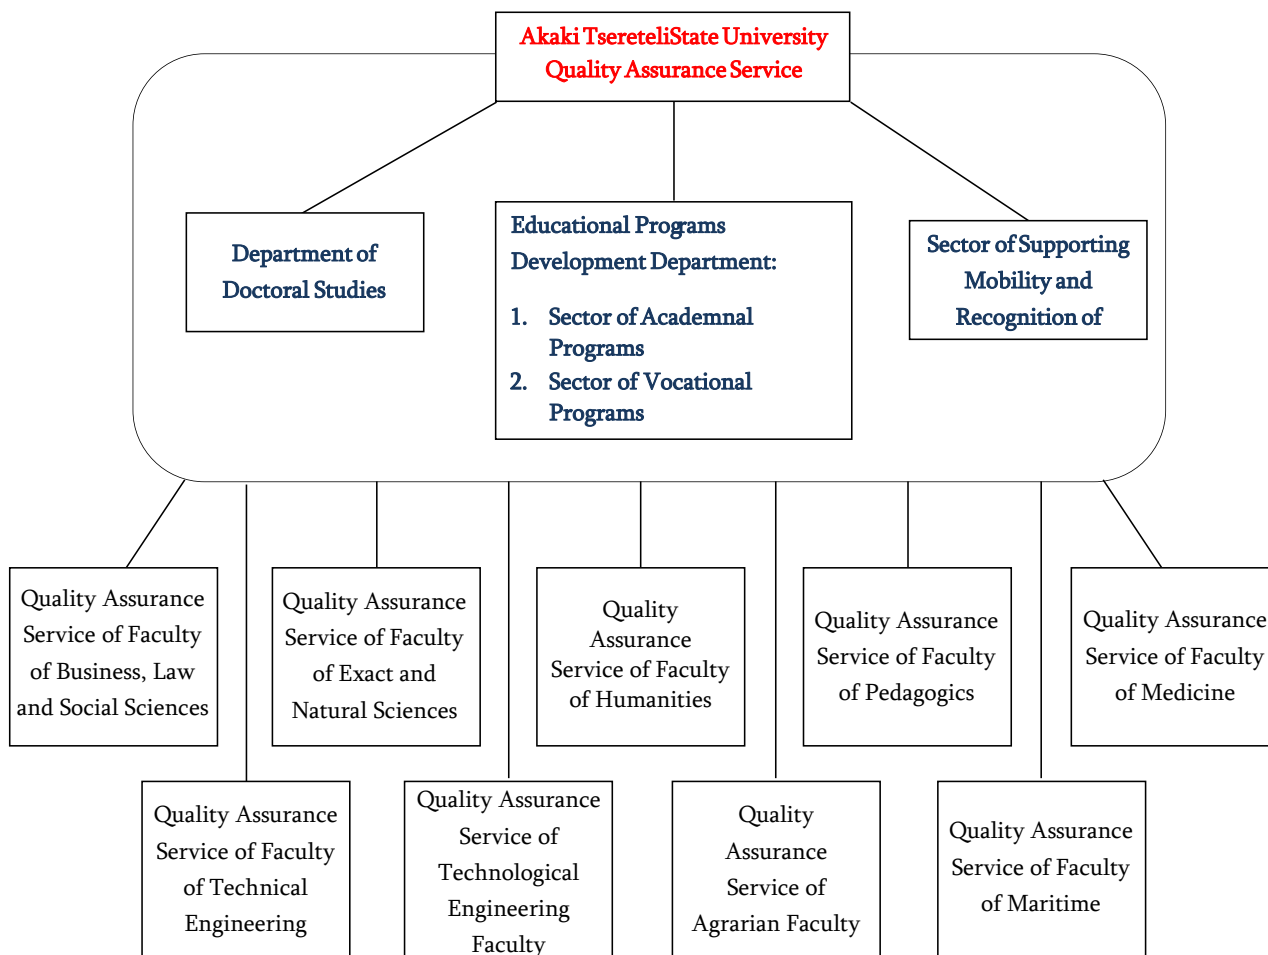 Akaki TsereteliState University
Quality Assurance Service
Department of
Doctoral Studies
Educational Programs
Development Department:
1. Sector of Academnal
Programs
2. Sector of Vocational
Programs
Sector of Supporting
Mobility and
Recognition of
Quality Assurance
Service of Faculty
of Business, Law
and Social Sciences
Quality Assurance
Service of Faculty
of Exact and
Natural Sciences
Quality
Assurance
Service of Faculty
of Humanities
Quality Assurance
Service of Faculty
of Pedagogics
Quality Assurance
Service of Faculty
of Medicine
Quality Assurance
Service of Faculty
of Technical
Engineering
Quality Assurance
Service of
Technological
Engineering
Faculty
Quality
Assurance
Service of
Agrarian Faculty
Quality Assurance
Service of Faculty
of Maritime